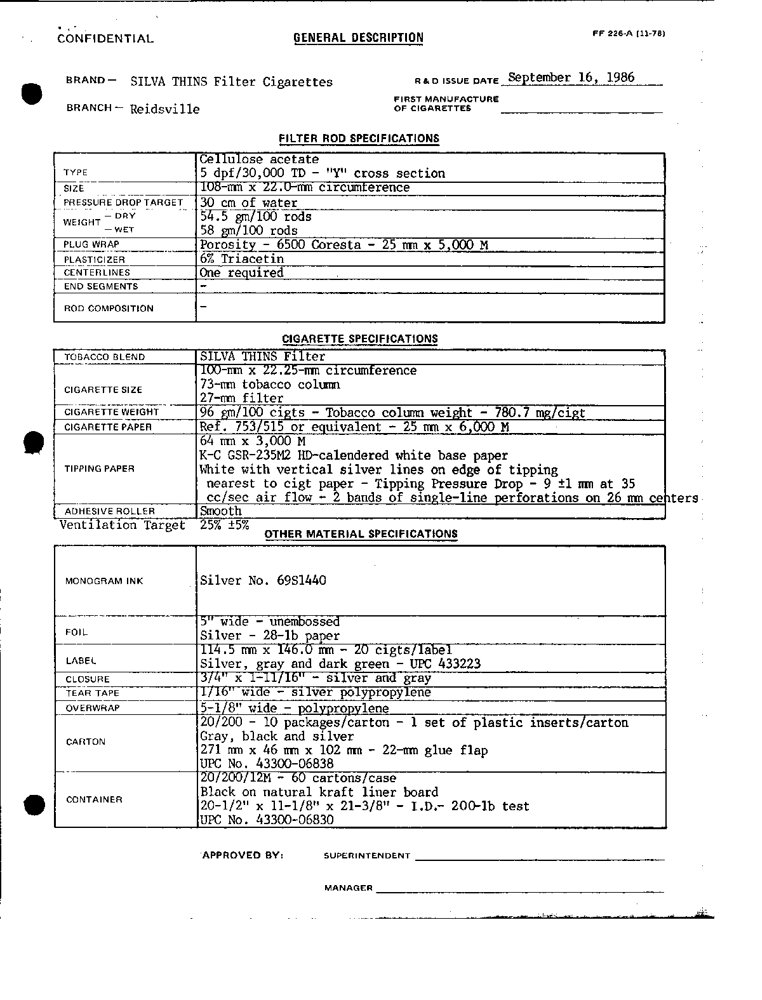 CONFIDENTIAL
GENERAL DESCRIPTION
FF 226-A (11-78)
BRAND — SILVA THINS Filter Cigarettes
R & D ISSUE DATE September 16, 1986
BRANCH — Reidsville
FIRST MANUFACTURE
OF CIGARETTES
FILTER ROD SPECIFICATIONS
Cellulose acetate
TYPE 5 dpf/30,000 TD - "Y" cross section
SIZE 108-mm x 22.0-mm circumference
PRESSURE DROP TARGET 30 cm of water
WEIGHT — DRY 54.5 gm/100 rods
— WET 58 gm/100 rods
PLUG WRAP Porosity - 6500 Coresta - 25 mm x 5,000 M
PLASTICIZER 6% Triacetin
CENTERLINES One required
END SEGMENTS -
ROD COMPOSITION -
CIGARETTE SPECIFICATIONS
TOBACCO BLEND SILVA THINS Filter
100-mm x 22.25-mm circumference
CIGARETTE SIZE 73-mm tobacco column
27-mm filter
CIGARETTE WEIGHT 96 gm/100 cigts - Tobacco column weight - 780.7 mg/cigt
CIGARETTE PAPER Ref. 753/515 or equivalent - 25 mm x 6,000 M
64 mm x 3,000 M
K-C GSR-235M2 HD-calendered white base paper
TIPPING PAPER White with vertical silver lines on edge of tipping
nearest to cigt paper - Tipping Pressure Drop - 9 ±1 mm at 35
cc/sec air flow - 2 bands of single-line perforations on 26 mm centers
ADHESIVE ROLLER Smooth
Ventilation Target 25% ±5%
OTHER MATERIAL SPECIFICATIONS
MONOGRAM INK Silver No. 69S1440
5" wide - unembossed
FOIL Silver - 28-lb paper
114.5 mm x 146.0 mm - 20 cigts/label
LABEL Silver, gray and dark green - UPC 433223
CLOSURE 3/4" x 1-11/16" - silver and gray
TEAR TAPE 1/16" wide - silver polypropylene
OVERWRAP 5-1/8" wide - polypropylene
20/200 - 10 packages/carton - 1 set of plastic inserts/carton
CARTON Gray, black and silver
271 mm x 46 mm x 102 mm - 22-mm glue flap
UPC No. 43300-06838
20/200/12M - 60 cartons/case
CONTAINER Black on natural kraft liner board
20-1/2" x 11-1/8" x 21-3/8" - I.D.- 200-lb test
UPC No. 43300-06830
APPROVED BY: SUPERINTENDENT
MANAGER